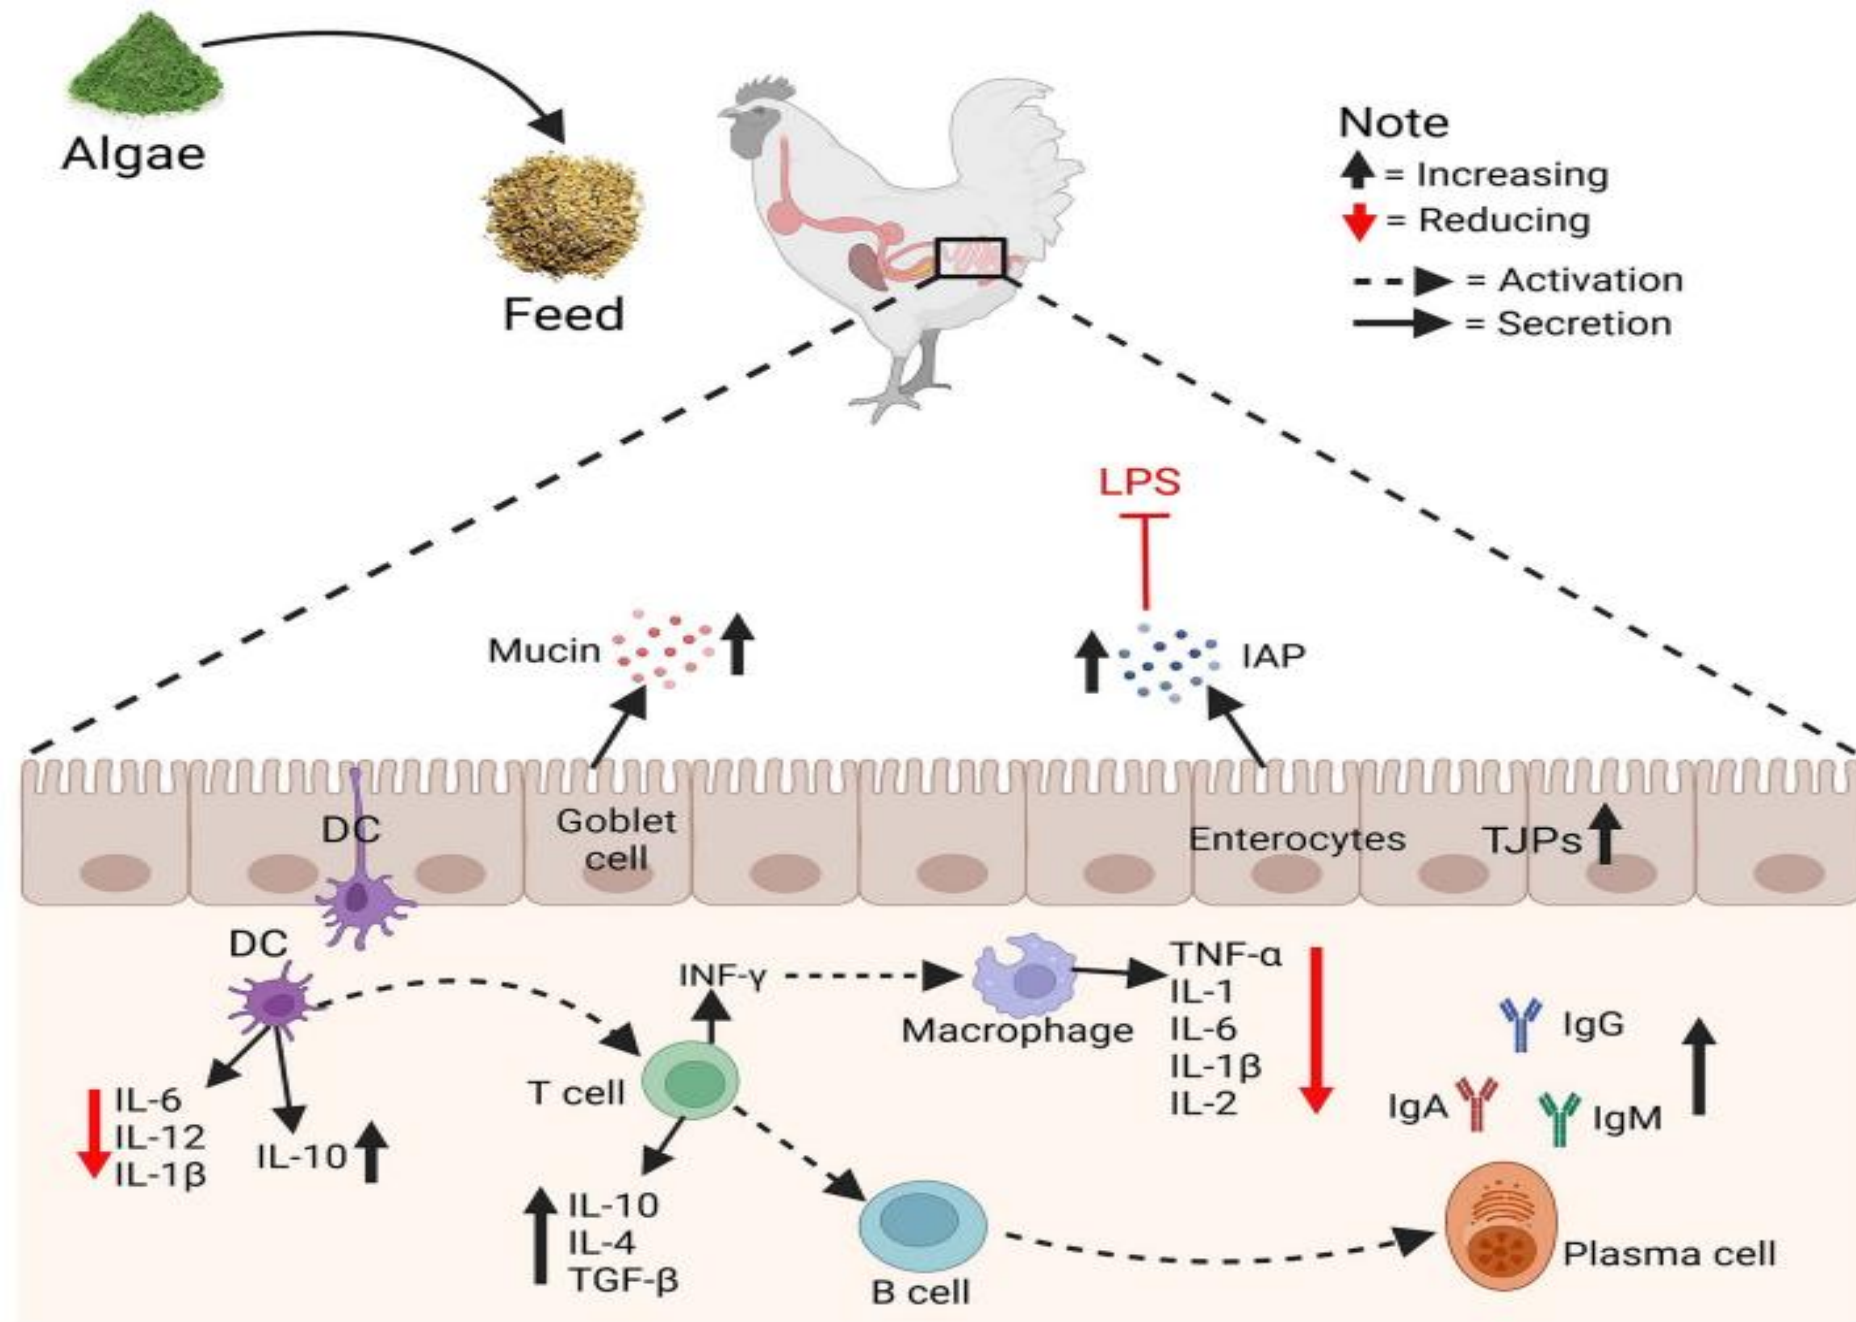 Algae
Feed
Note
= Increasing
= Reducing
= Activation
= Secretion
LPS
Mucin
IAP
DC
Goblet
cell
Enterocytes
TJPs
DC
IL-6
IL-12
IL-1β
IL-10
T cell
INF-γ
IL-10
IL-4
TGF-β
Macrophage
TNF-α
IL-1
IL-6
IL-1β
IL-2
B cell
IgG
IgA
IgM
Plasma cell